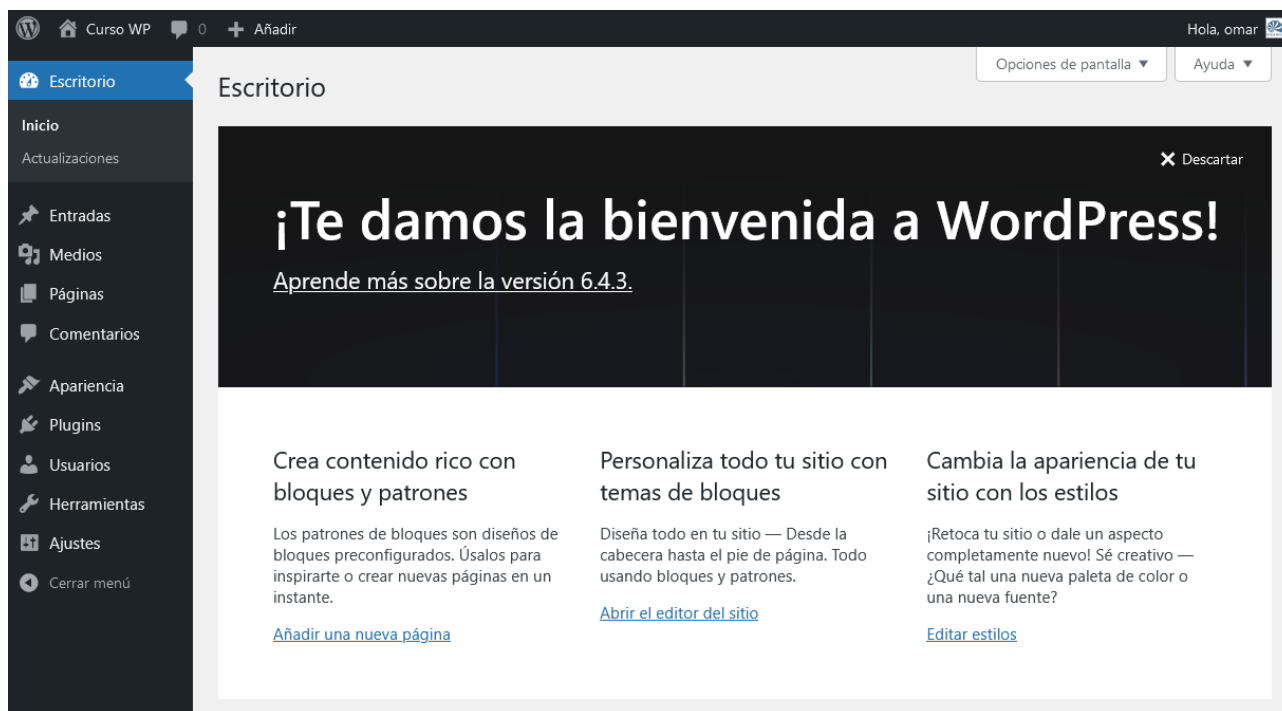 Curso WP
0
Añadir
Hola, omar
Escritorio
Inicio
Actualizaciones
Entradas
Medios
Páginas
Comentarios
Apariencia
Plugins
Usuarios
Herramientas
Ajustes
Cerrar menú
Opciones de pantalla ▼
Ayuda ▼
Escritorio
Descartar
¡Te damos la bienvenida a WordPress!
Aprende más sobre la versión 6.4.3.
Crea contenido rico con
bloques y patrones
Los patrones de bloques son diseños de
bloques preconfigurados. Úsalos para
inspirarte o crear nuevas páginas en un
instante.
Añadir una nueva página
Personaliza todo tu sitio con
temas de bloques
Diseña todo en tu sitio — Desde la
cabecera hasta el pie de página. Todo
usando bloques y patrones.
Abrir el editor del sitio
Cambia la apariencia de tu
sitio con los estilos
¡Retoca tu sitio o dale un aspecto
completamente nuevo! Sé creativo —
¿Qué tal una nueva paleta de color o
una nueva fuente?
Editar estilos